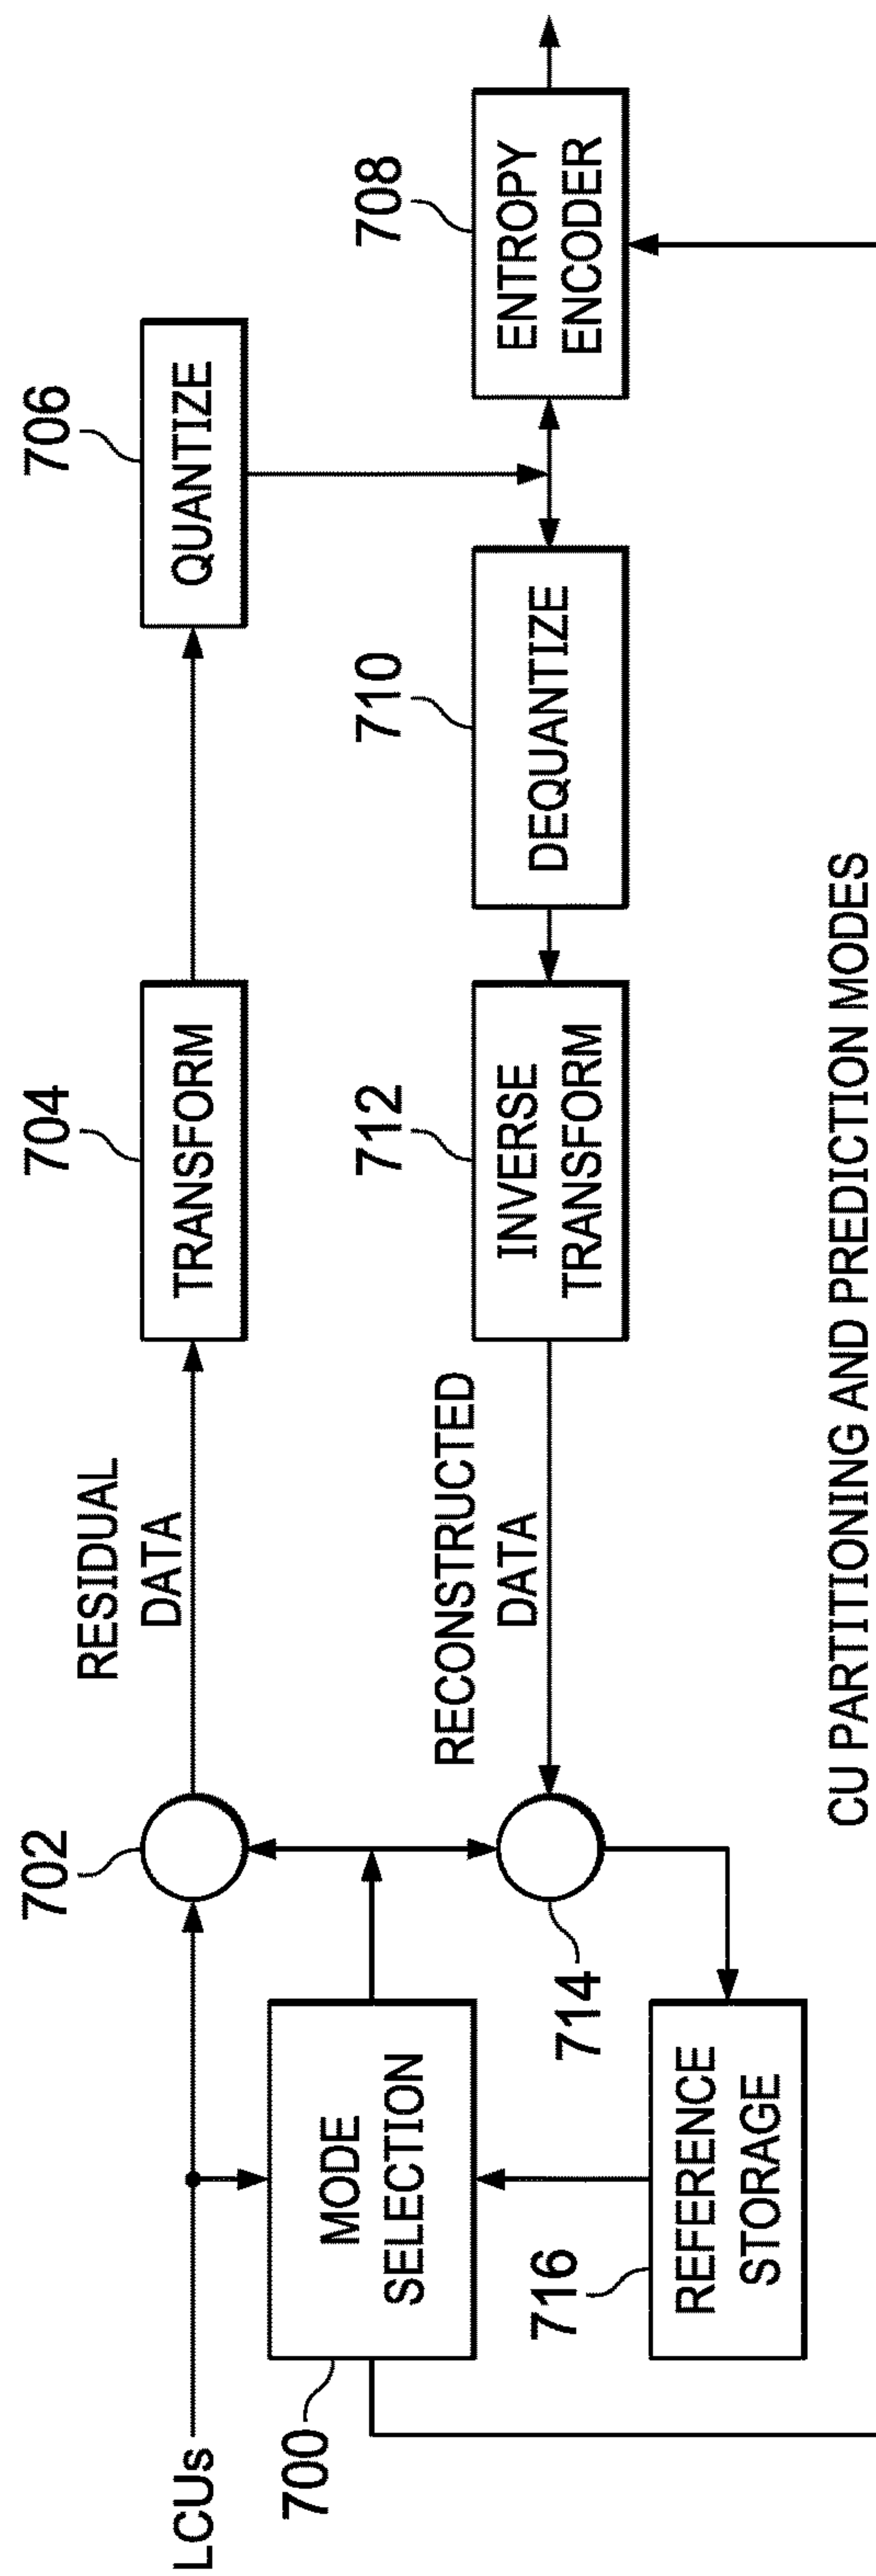 LCUs
702
RESIDUAL
DATA
704
TRANSFORM
706
QUANTIZE
700
MODE
SELECTION
714
RECONSTRUCTED
DATA
712
INVERSE
TRANSFORM
710
DEQUANTIZE
708
ENTROPY
ENCODER
716
REFERENCE
STORAGE
CU PARTITIONING AND PREDICTION MODES